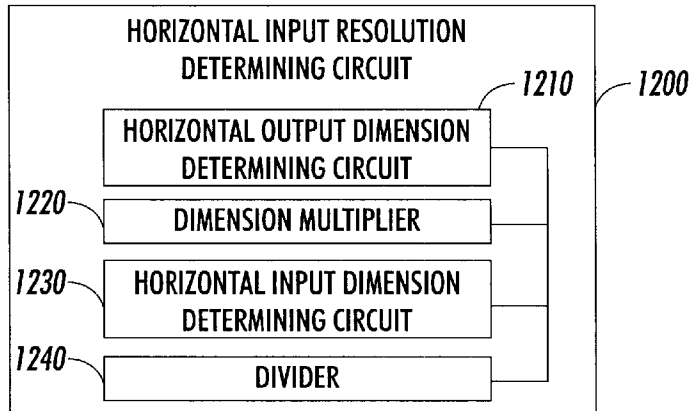 HORIZONTAL INPUT RESOLUTION
DETERMINING CIRCUIT
1210
1200
HORIZONTAL OUTPUT DIMENSION
DETERMINING CIRCUIT
1220
DIMENSION MULTIPLIER
1230
HORIZONTAL INPUT DIMENSION
DETERMINING CIRCUIT
1240
DIVIDER